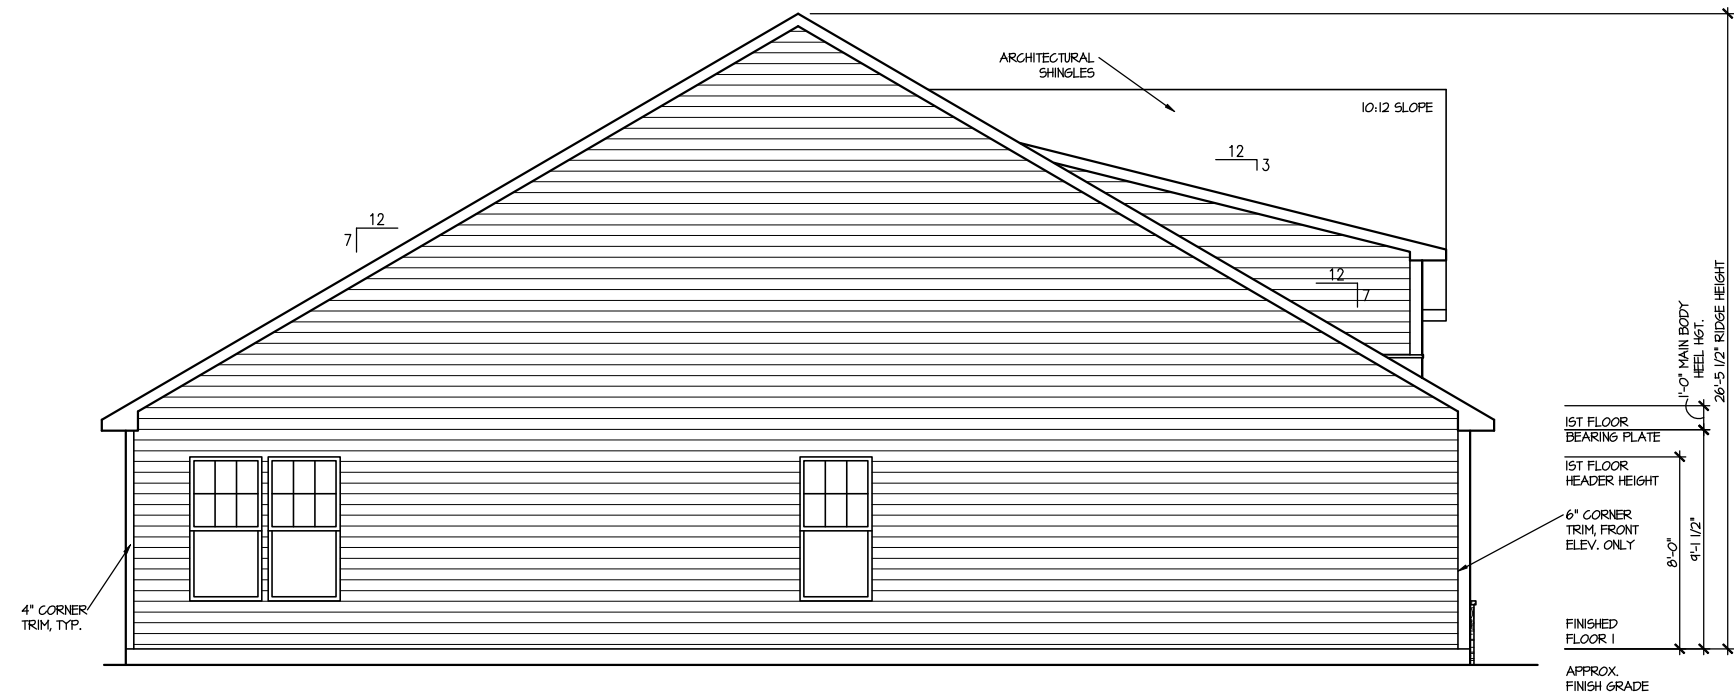 ARCHITECTURAL
SHINGLES
10:12 SLOPE
12
3
12
7
12
7
1'-0" MAIN BODY
HEEL HGT.
26'-5 1/2" RIDGE HEIGHT
1ST FLOOR
BEARING PLATE
1ST FLOOR
HEADER HEIGHT
6" CORNER
TRIM, FRONT
ELEV. ONLY
8'-0"
9'-1 1/2"
4" CORNER
TRIM, TYP.
FINISHED
FLOOR 1
APPROX.
FINISH GRADE